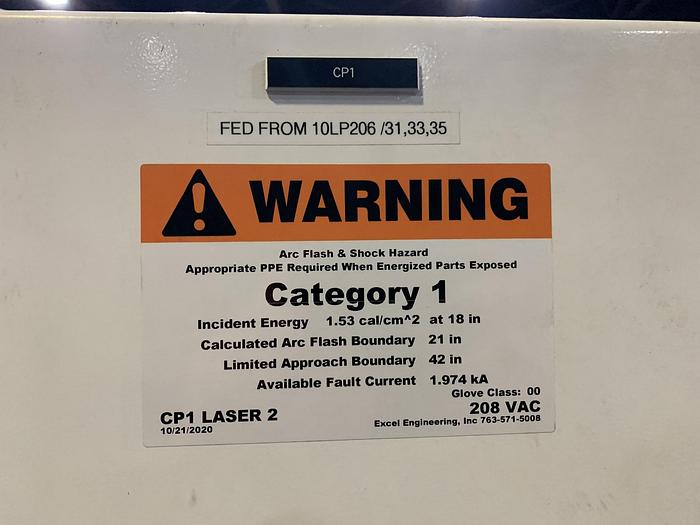 CP1
FED FROM 10LP206 /31,33,35
WARNING
Arc Flash & Shock Hazard
Appropriate PPE Required When Energized Parts Exposed
Category 1
Incident Energy 1.53 cal/cm^2 at 18 in
Calculated Arc Flash Boundary 21 in
Limited Approach Boundary 42 in
Available Fault Current 1.974 kA
Glove Class: 00
CP1 LASER 2 208 VAC
10/21/2020 Excel Engineering, Inc 763-571-5008